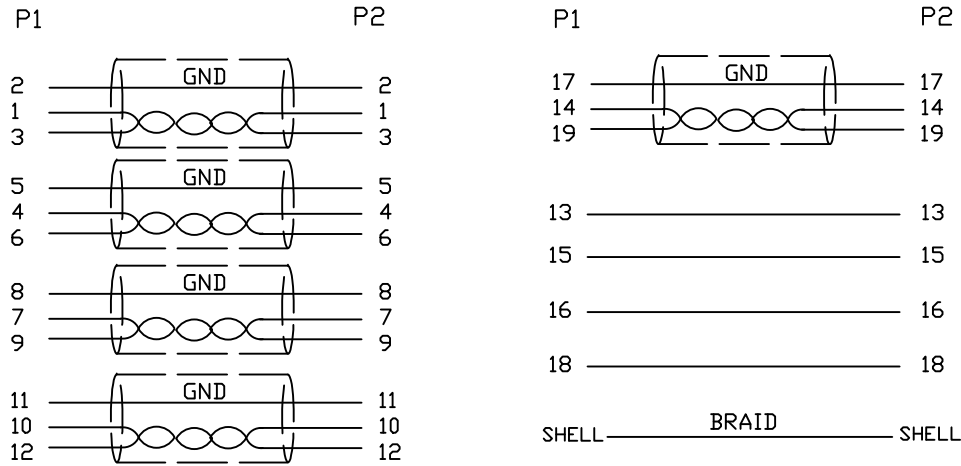 P1 P2
GND
2 2
1 1
3 3
GND
5 5
4 4
6 6
GND
8 8
7 7
9 9
GND
11 11
10 10
12 12
P1 P2
GND
17 17
14 14
19 19
13 13
15 15
16 16
18 18
BRAID
SHELL SHELL